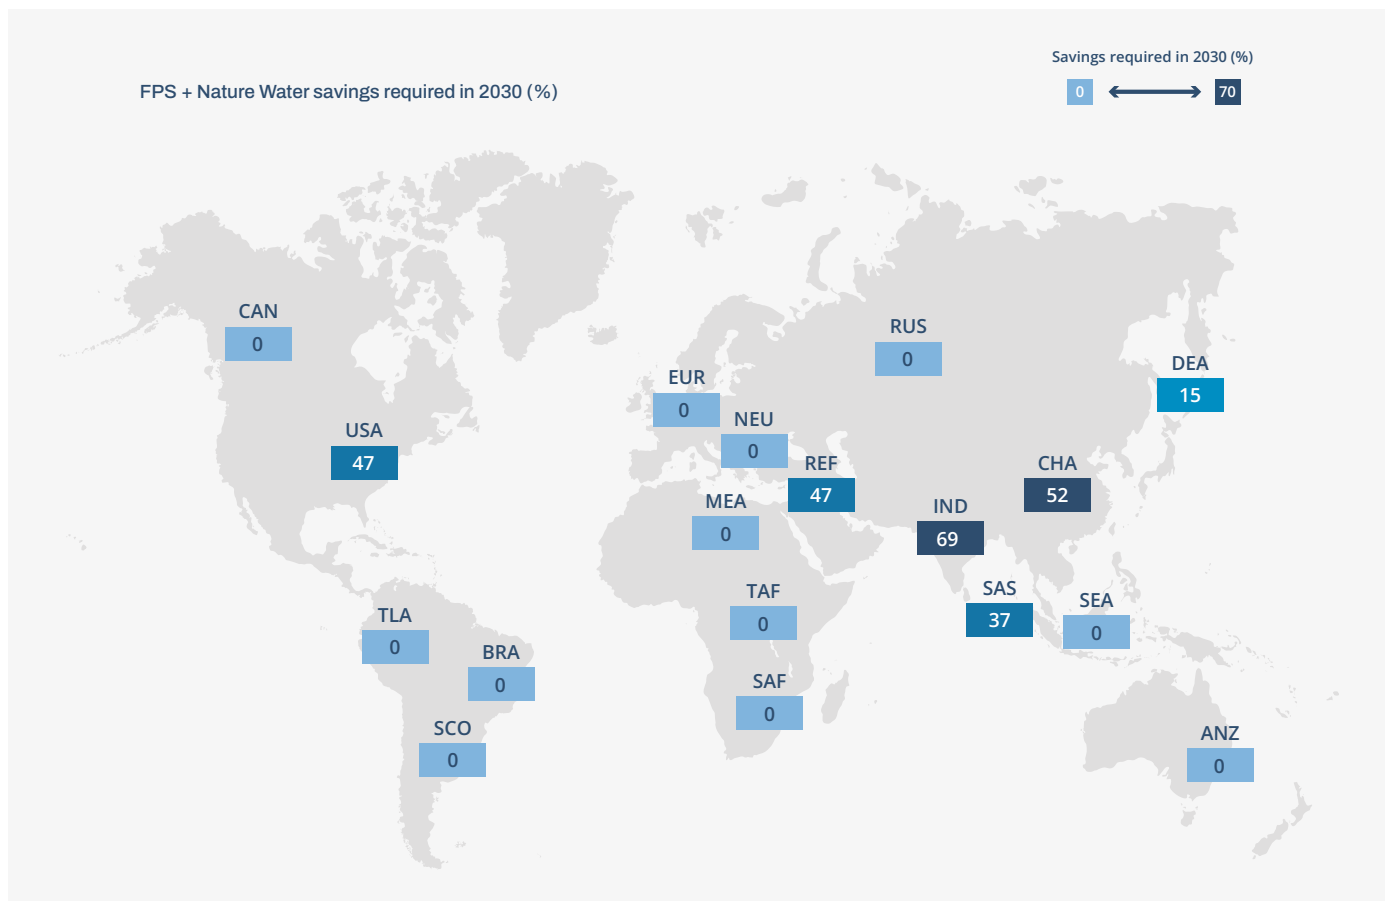 Savings required in 2030 (%)
FPS + Nature Water savings required in 2030 (%)
0
70
CAN
0
RUS
0
DEA
15
EUR
0
NEU
0
USA
47
REF
47
CHA
52
MEA
0
IND
69
TAF
0
SAS
37
SEA
0
TLA
0
BRA
0
SAF
0
SCO
0
ANZ
0